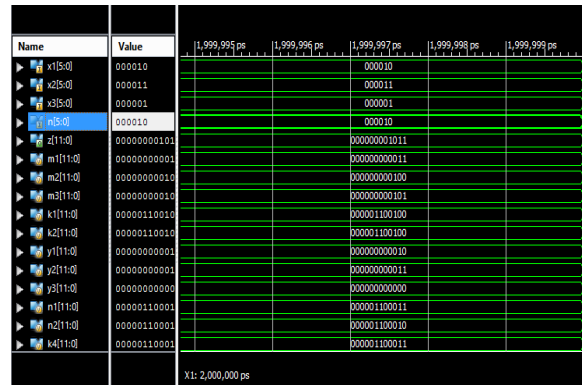 Name Value 1,999,995 ps 1,999,996 ps 1,999,997 ps 1,999,998 ps 1,999,999 ps
x1[5:0] 000010 000010
x2[5:0] 000011 000011
x3[5:0] 000001 000001
n[5:0] 000010 000010
z[11:0] 00000000101 000000001011
m1[11:0] 00000000001 000000000011
m2[11:0] 00000000010 000000000100
m3[11:0] 00000000010 000000000101
k1[11:0] 00000110010 000001100100
k2[11:0] 00000110010 000001100100
y1[11:0] 00000000001 000000000010
y2[11:0] 00000000001 000000000011
y3[11:0] 00000000000 000000000000
n1[11:0] 00000110001 000001100011
n2[11:0] 00000110001 000001100010
k4[11:0] 00000110001 000001100011
X1: 2,000,000 ps